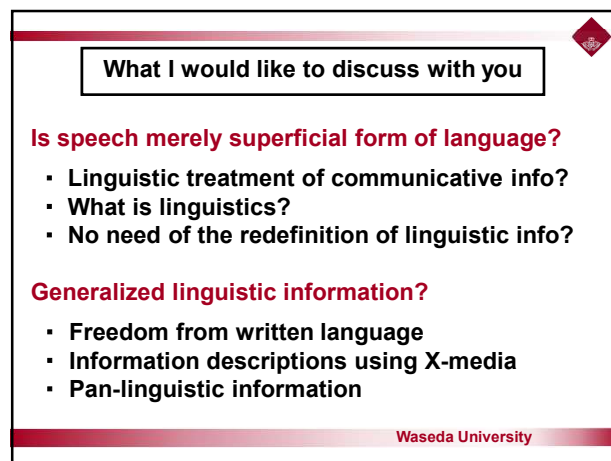 What I would like to discuss with you
Is speech merely superficial form of language?
・ Linguistic treatment of communicative info?
・ What is linguistics?
・ No need of the redefinition of linguistic info?
Generalized linguistic information?
・ Freedom from written language
・ Information descriptions using X-media
・ Pan-linguistic information
Waseda University